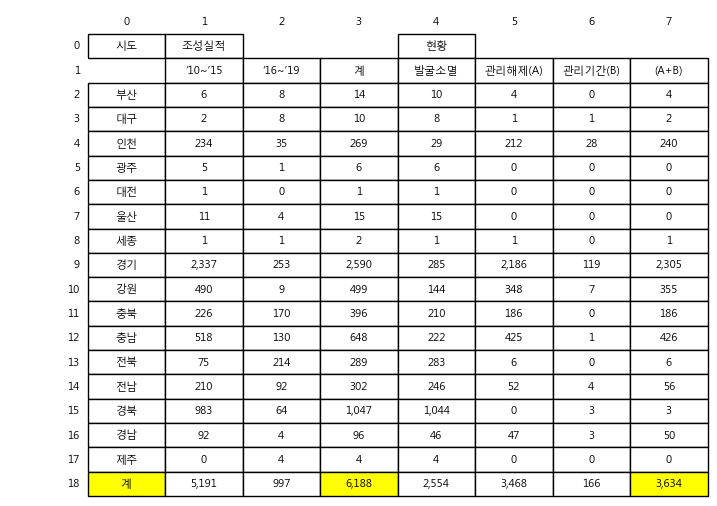 0 1 2 3 4 5 6 7
0 시도 조성실적 현황
1 '10~'15 '16~'19 계 발굴소멸 관리해제(A) 관리기간(B) (A+B)
2 부산 6 8 14 10 4 0 4
3 대구 2 8 10 8 1 1 2
4 인천 234 35 269 29 212 28 240
5 광주 5 1 6 6 0 0 0
6 대전 1 0 1 1 0 0 0
7 울산 11 4 15 15 0 0 0
8 세종 1 1 2 1 1 0 1
9 경기 2,337 253 2,590 285 2,186 119 2,305
10 강원 490 9 499 144 348 7 355
11 충북 226 170 396 210 186 0 186
12 충남 518 130 648 222 425 1 426
13 전북 75 214 289 283 6 0 6
14 전남 210 92 302 246 52 4 56
15 경북 983 64 1,047 1,044 0 3 3
16 경남 92 4 96 46 47 3 50
17 제주 0 4 4 4 0 0 0
18 계 5,191 997 6,188 2,554 3,468 166 3,634